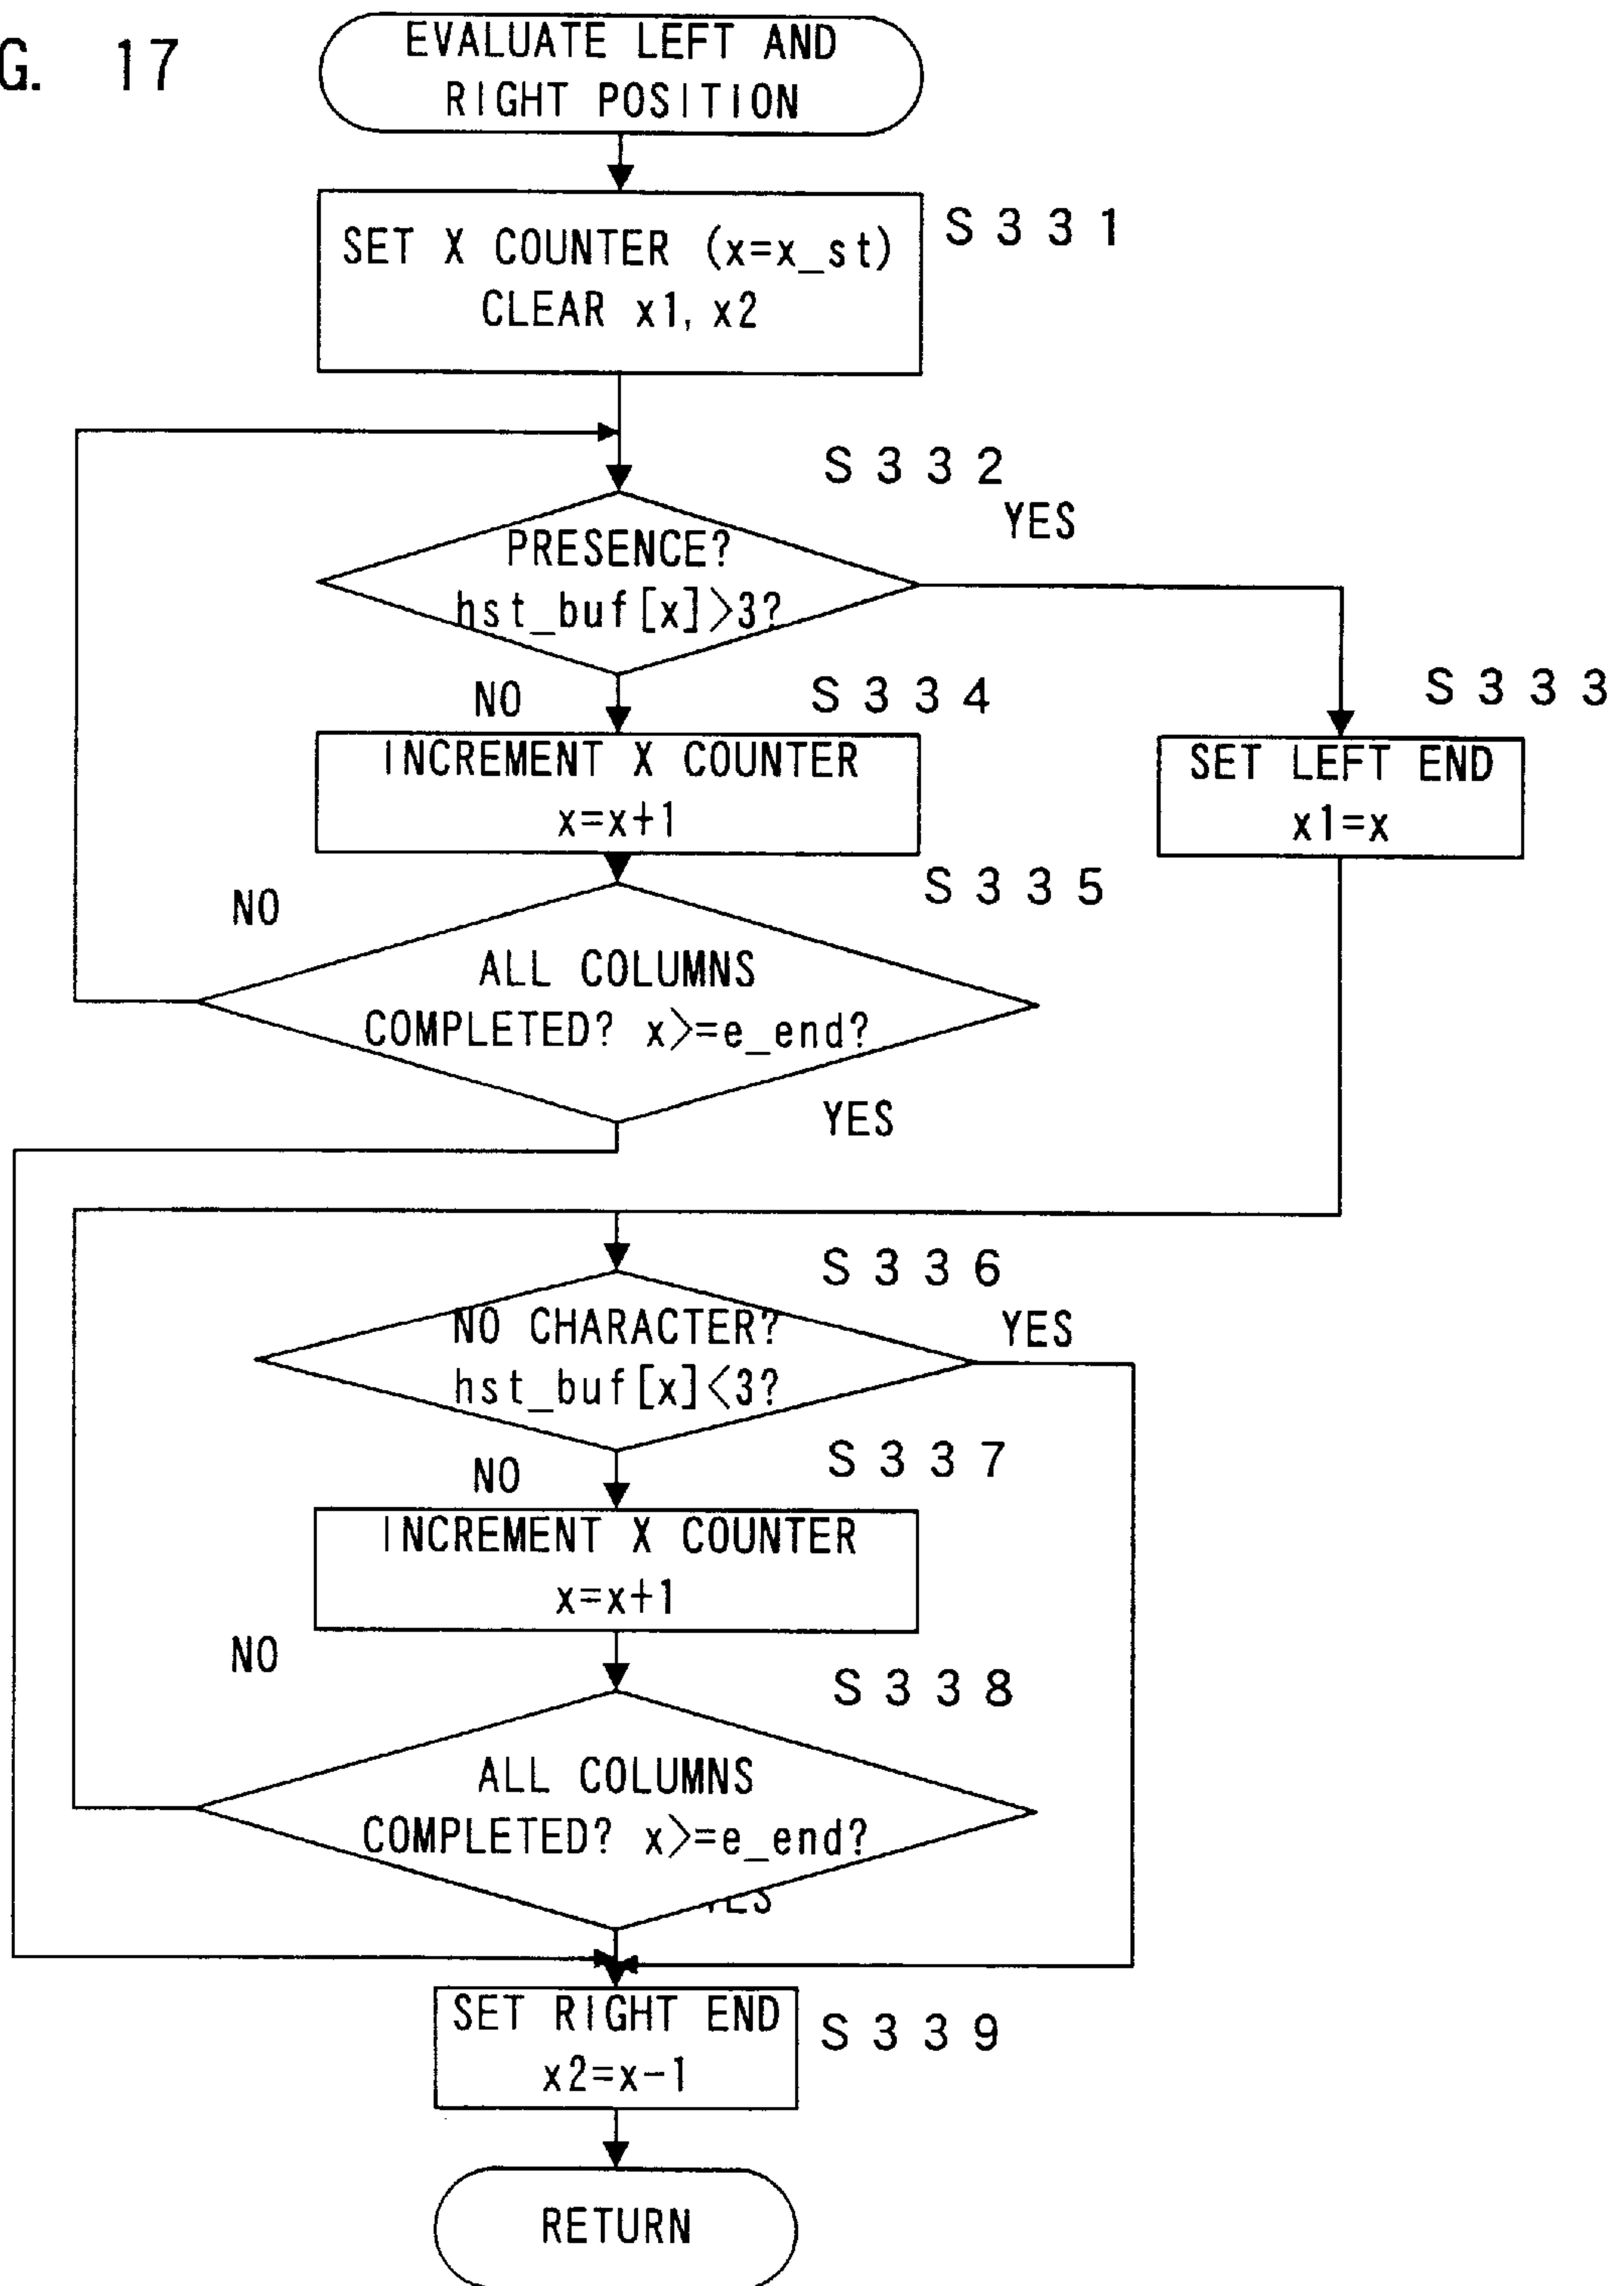 G. 17
EVALUATE LEFT AND
RIGHT POSITION
SET X COUNTER (x=x_st)
CLEAR x1, x2
S331
S332
YES
PRESENCE?
hst_buf[x]>3?
NO
S334
S333
INCREMENT X COUNTER
x=x+1
SET LEFT END
x1=x
S335
NO
ALL COLUMNS
COMPLETED? x>=e_end?
YES
S336
YES
NO CHARACTER?
hst_buf[x]<3?
NO
S337
INCREMENT X COUNTER
x=x+1
NO
S338
ALL COLUMNS
COMPLETED? x>=e_end?
YES
SET RIGHT END
x2=x-1
S339
RETURN